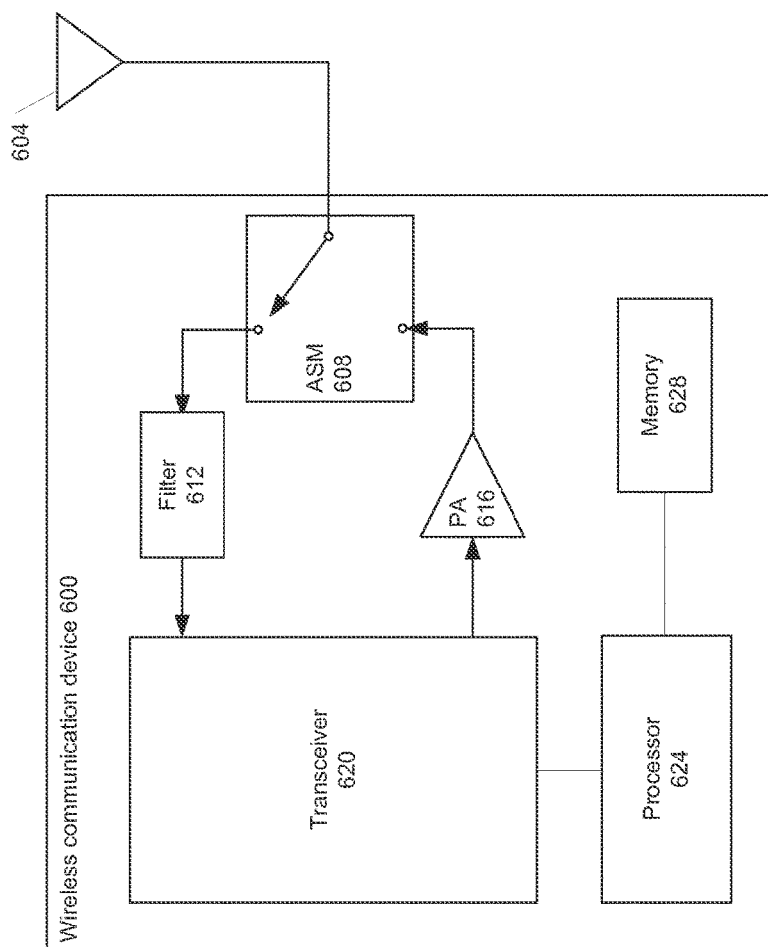 Wireless communication device 600
604
Transceiver
620
Filter
612
ASM
608
PA
616
Processor
624
Memory
628